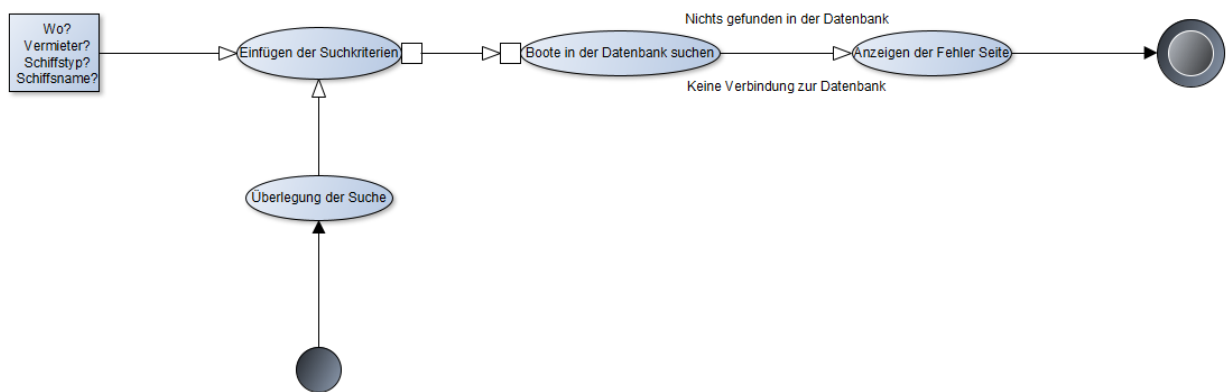 Wo?
Vermieter?
Schiffstyp?
Schiffsname?
Einfügen der Suchkriterien
Boote in der Datenbank suchen
Nichts gefunden in der Datenbank
Keine Verbindung zur Datenbank
Anzeigen der Fehler Seite
Überlegung der Suche